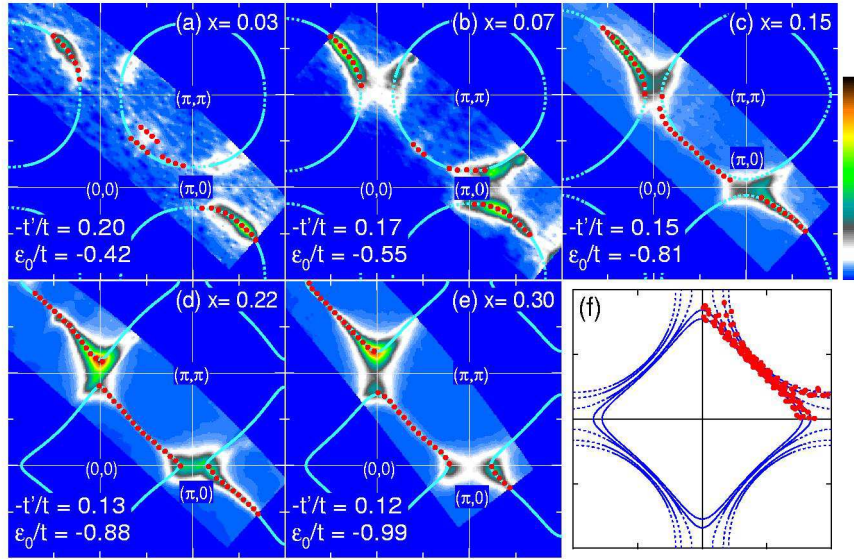 (a) x= 0.03
(π,π)
(0,0)
(π,0)
-t'/t = 0.20
ε₀/t = -0.42
(b) x= 0.07
(π,π)
(0,0)
(π,0)
-t'/t = 0.17
ε₀/t = -0.55
(c) x= 0.15
(π,π)
(π,0)
(0,0)
-t'/t = 0.15
ε₀/t = -0.81
(d) x= 0.22
(π,π)
(0,0)
(π,0)
-t'/t = 0.13
ε₀/t = -0.88
(e) x= 0.30
(π,π)
(0,0)
(π,0)
-t'/t = 0.12
ε₀/t = -0.99
(f)